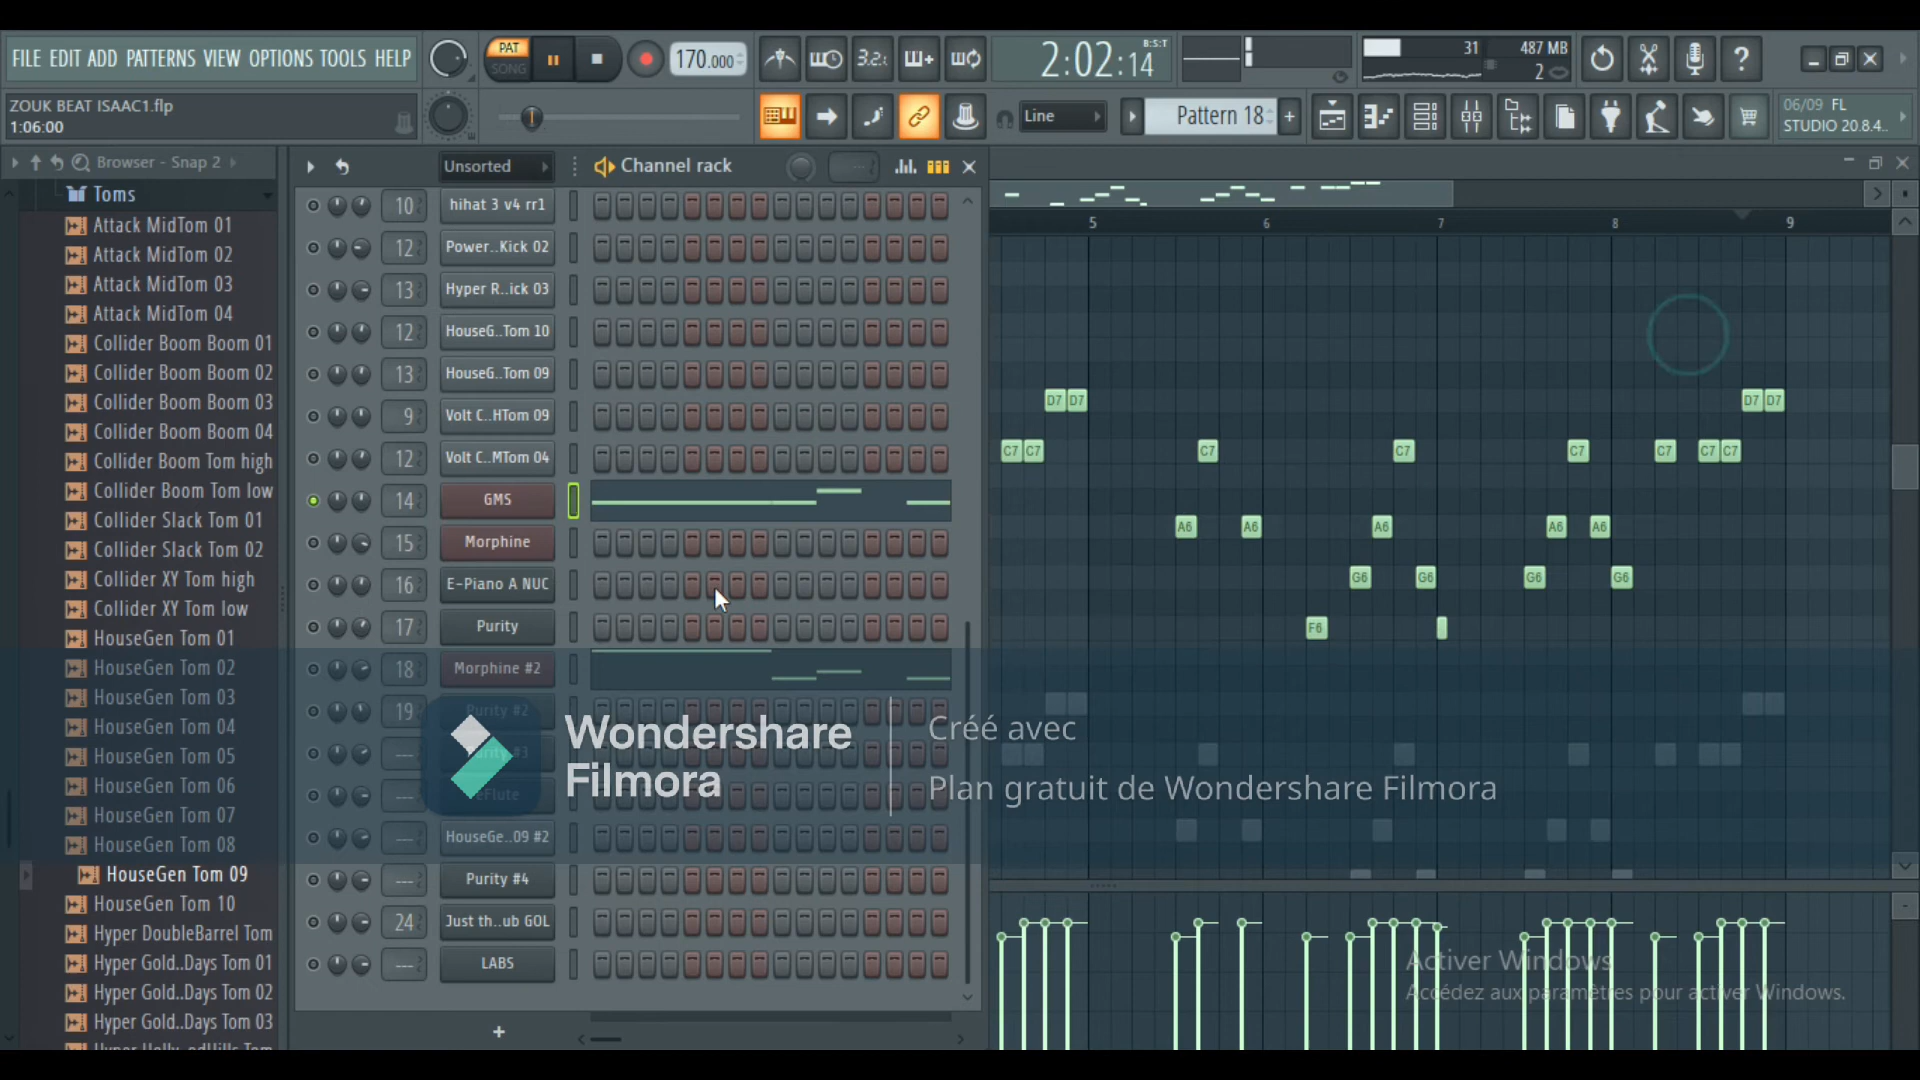 FILE EDIT ADD PATTERNS VIEW OPTIONS TOOLS HELP
PAT
SONG
170.000
3.2.
2:02:14
B:S:T
31
487 MB
2
ZOUK BEAT ISAAC1.flp
1:06:00
Line
Pattern 18
06/09 FL
STUDIO 20.8.4..
Browser - Snap 2
Unsorted
Channel rack
Toms
Attack MidTom 01
Attack MidTom 02
Attack MidTom 03
Attack MidTom 04
Collider Boom Boom 01
Collider Boom Boom 02
Collider Boom Boom 03
Collider Boom Boom 04
Collider Boom Tom high
Collider Boom Tom low
Collider Slack Tom 01
Collider Slack Tom 02
Collider XY Tom high
Collider XY Tom low
HouseGen Tom 01
HouseGen Tom 02
HouseGen Tom 03
HouseGen Tom 04
HouseGen Tom 05
HouseGen Tom 06
HouseGen Tom 07
HouseGen Tom 08
HouseGen Tom 09
HouseGen Tom 10
Hyper DoubleBarrel Tom
Hyper Gold..Days Tom 01
Hyper Gold..Days Tom 02
Hyper Gold..Days Tom 03
10 hihat 3 v4 rr1
12 Power..Kick 02
13 Hyper R..ick 03
12 HouseG..Tom 10
13 HouseG..Tom 09
9 Volt C..HTom 09
12 Volt C..MTom 04
14 GMS
15 Morphine
16 E-Piano A NUC
17 Purity
18 Morphine #2
19 Purity #2
HouseGe..09 #2
Purity #4
24 Just th..ub GOL
LABS
5 6 7 8 9
D7 D7 D7 D7
C7 C7 C7 C7 C7 C7 C7 C7
A6 A6 A6 A6 A6
G6 G6 G6 G6
F6
Wondershare
Filmora
Créé avec
Plan gratuit de Wondershare Filmora
Activer Windows
Accédez aux paramètres pour activer Windows.